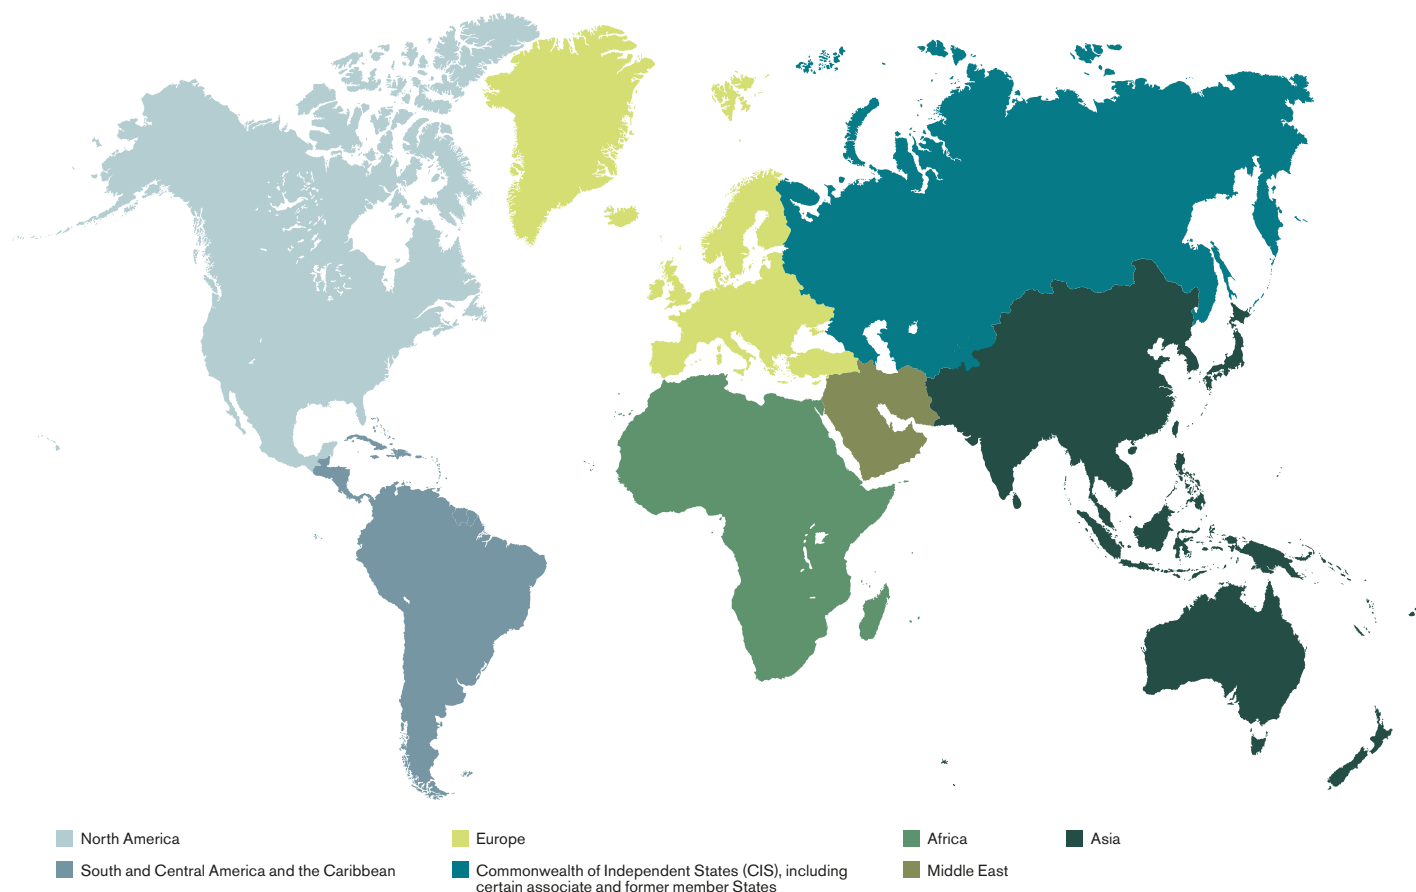 North America
South and Central America and the Caribbean
Europe
Commonwealth of Independent States (CIS), including
certain associate and former member States
Africa
Middle East
Asia